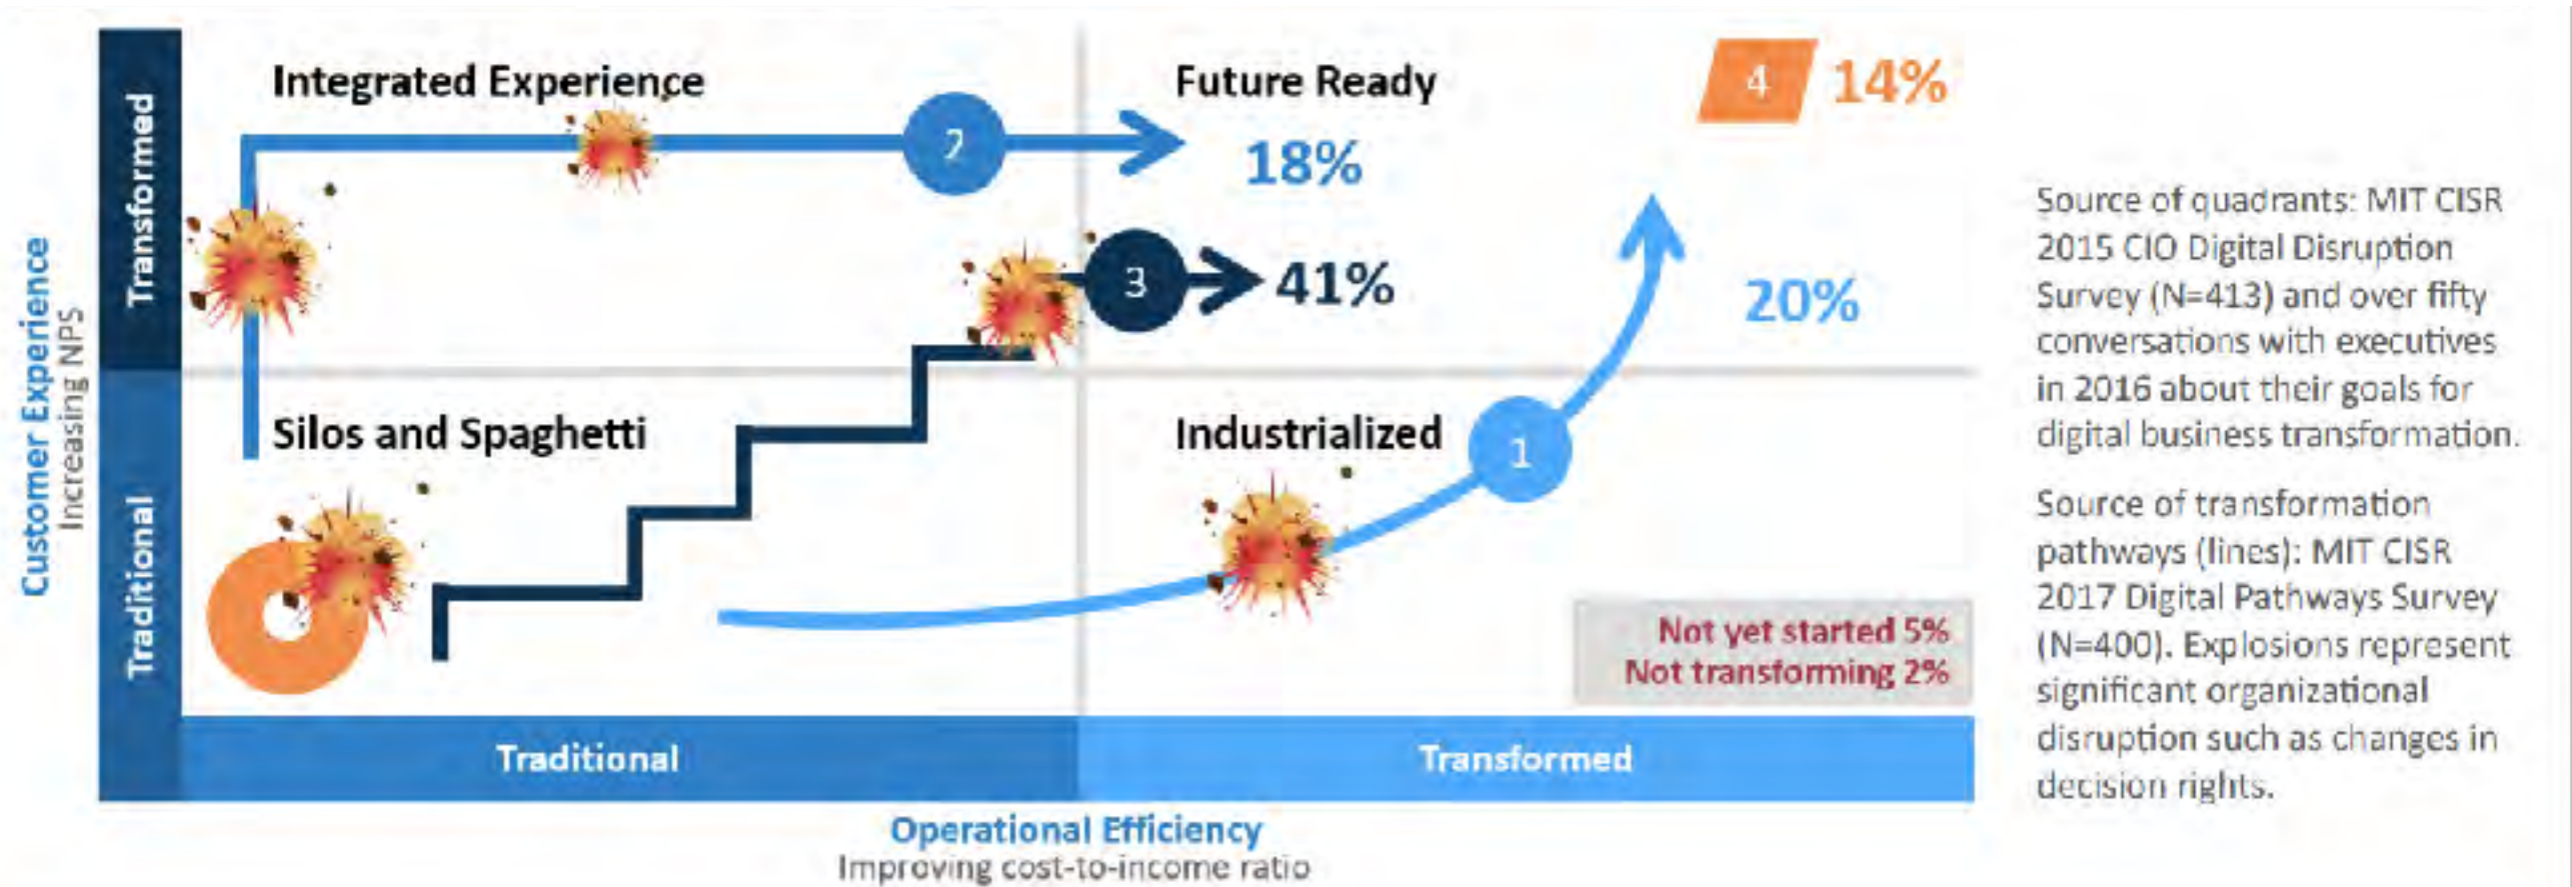 Customer Experience
Increasing NPS
Transformed
Traditional
Integrated Experience
2
Future Ready
18%
4
14%
3
41%
20%
Silos and Spaghetti
Industrialized
1
Not yet started 5%
Not transforming 2%
Traditional
Transformed
Operational Efficiency
Improving cost-to-income ratio
Source of quadrants: MIT CISR
2015 CIO Digital Disruption
Survey (N=413) and over fifty
conversations with executives
in 2016 about their goals for
digital business transformation.
Source of transformation
pathways (lines): MIT CISR
2017 Digital Pathways Survey
(N=400). Explosions represent
significant organizational
disruption such as changes in
decision rights.